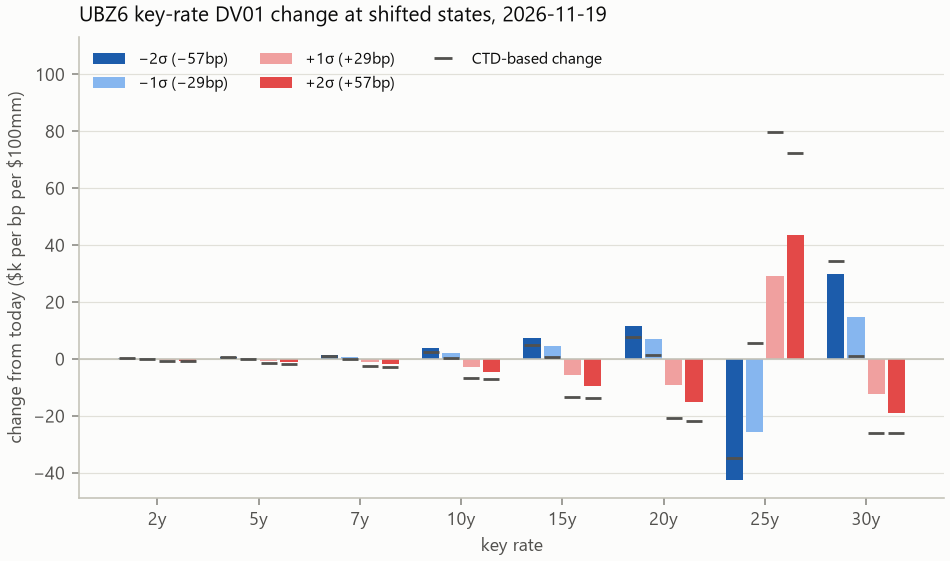 UBZ6 key-rate DV01 change at shifted states, 2026-11-19
−2σ (−57bp)
−1σ (−29bp)
+1σ (+29bp)
+2σ (+57bp)
CTD-based change
change from today ($k per bp per $100mm)
100
80
60
40
20
0
−20
−40
2y
5y
7y
10y
15y
20y
25y
30y
key rate